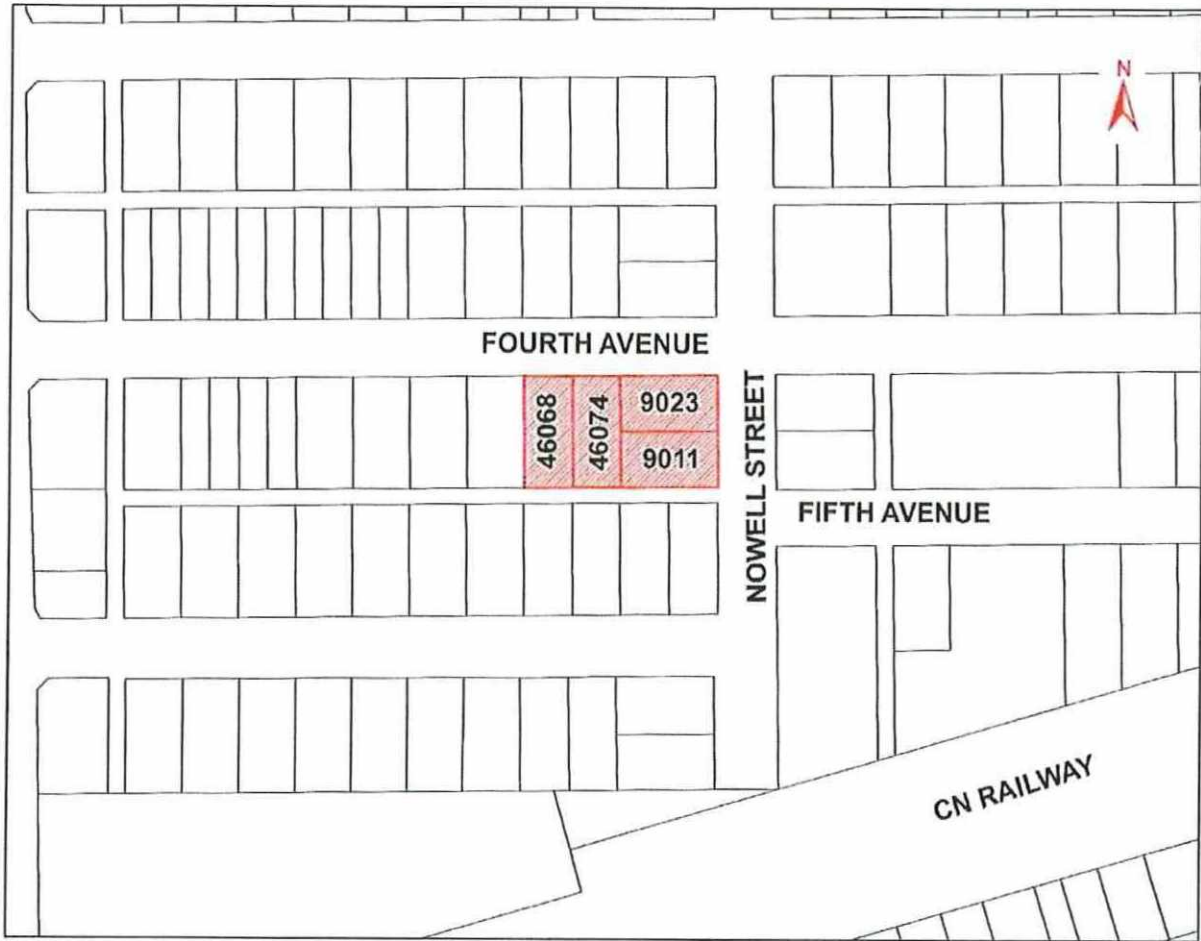 N
FOURTH AVENUE
46068
46074
9023
9011
NOWELL STREET
FIFTH AVENUE
CN RAILWAY